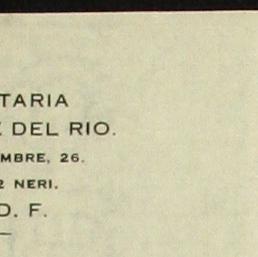 TARIA
DEL RIO.
MBRE, 26.
2 NERI.
D. F.